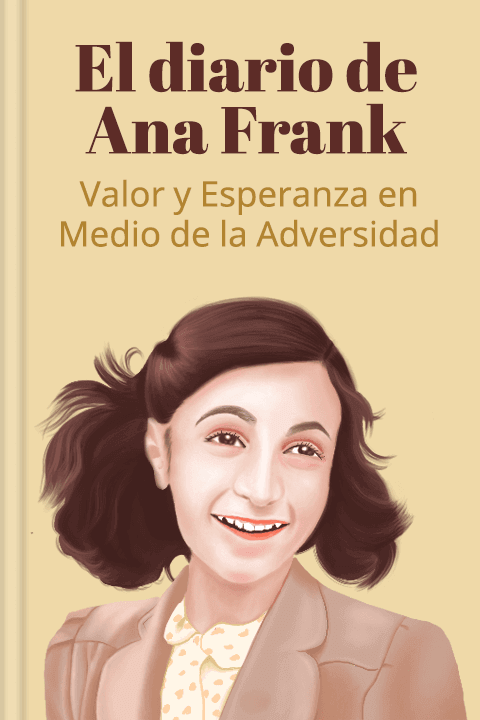 El diario de
Ana Frank
Valor y Esperanza en
Medio de la Adversidad